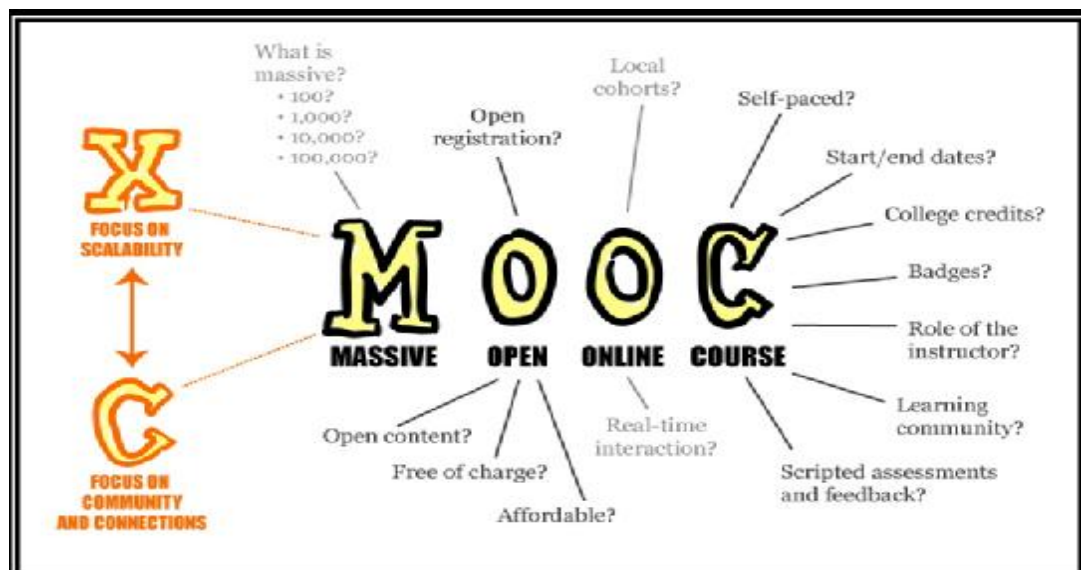 What is
massive?
• 100?
• 1,000?
• 10,000?
• 100,000?
Local
cohorts?
Self-paced?
Open
registration?
Start/end dates?
College credits?
Badges?
Role of the
instructor?
Learning
community?
Scripted assessments
and feedback?
X
FOCUS ON
SCALABILITY
C
FOCUS ON
COMMUNITY
AND CONNECTIONS
MOOC
MASSIVE OPEN ONLINE COURSE
Open content?
Free of charge?
Affordable?
Real-time
interaction?